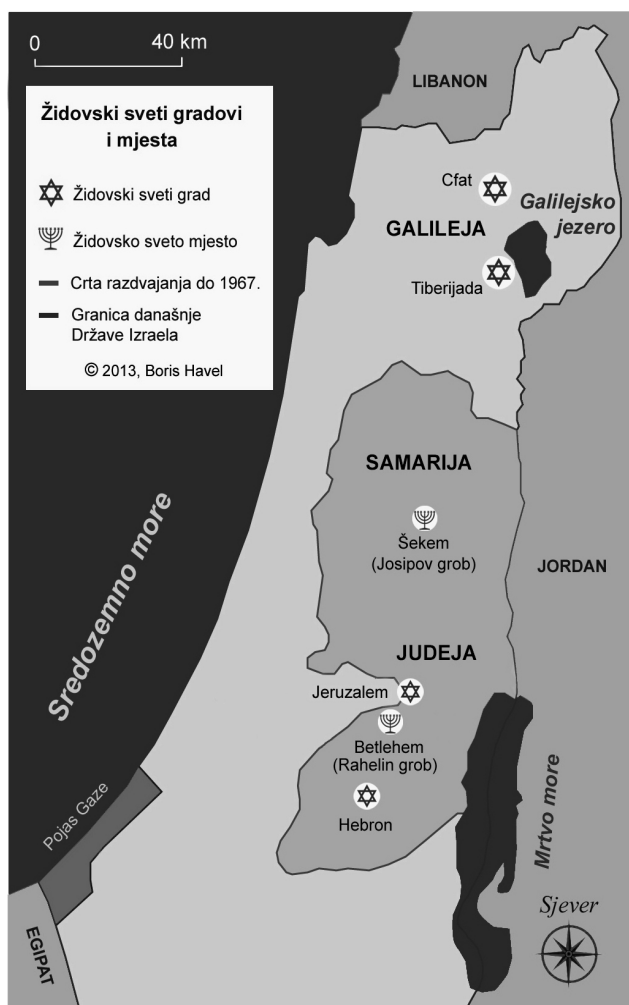 0 40 km
Židovski sveti gradovi
i mjesta
Židovski sveti grad
Židovsko sveto mjesto
Crta razdvajanja do 1967.
Granica današnje
Države Izraela
© 2013, Boris Havel
LIBANON
Cfat
Galilejsko
jezero
GALILEJA
Tiberijada
SAMARIJA
Šekem
(Josipov grob)
JORDAN
Sredozemno more
JUDEJA
Jeruzalem
Betlehem
(Rahelin grob)
Hebron
Pojas Gaze
Mrtvo more
Sjever
EGIPAT